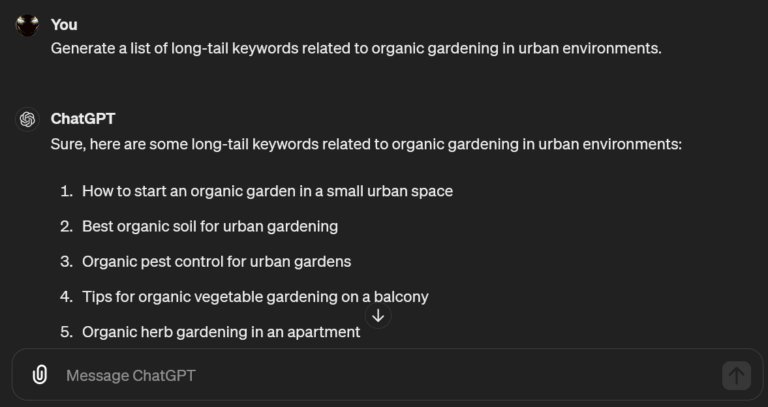 You
Generate a list of long-tail keywords related to organic gardening in urban environments.
ChatGPT
Sure, here are some long-tail keywords related to organic gardening in urban environments:
1. How to start an organic garden in a small urban space
2. Best organic soil for urban gardening
3. Organic pest control for urban gardens
4. Tips for organic vegetable gardening on a balcony
5. Organic herb gardening in an apartment
Message ChatGPT